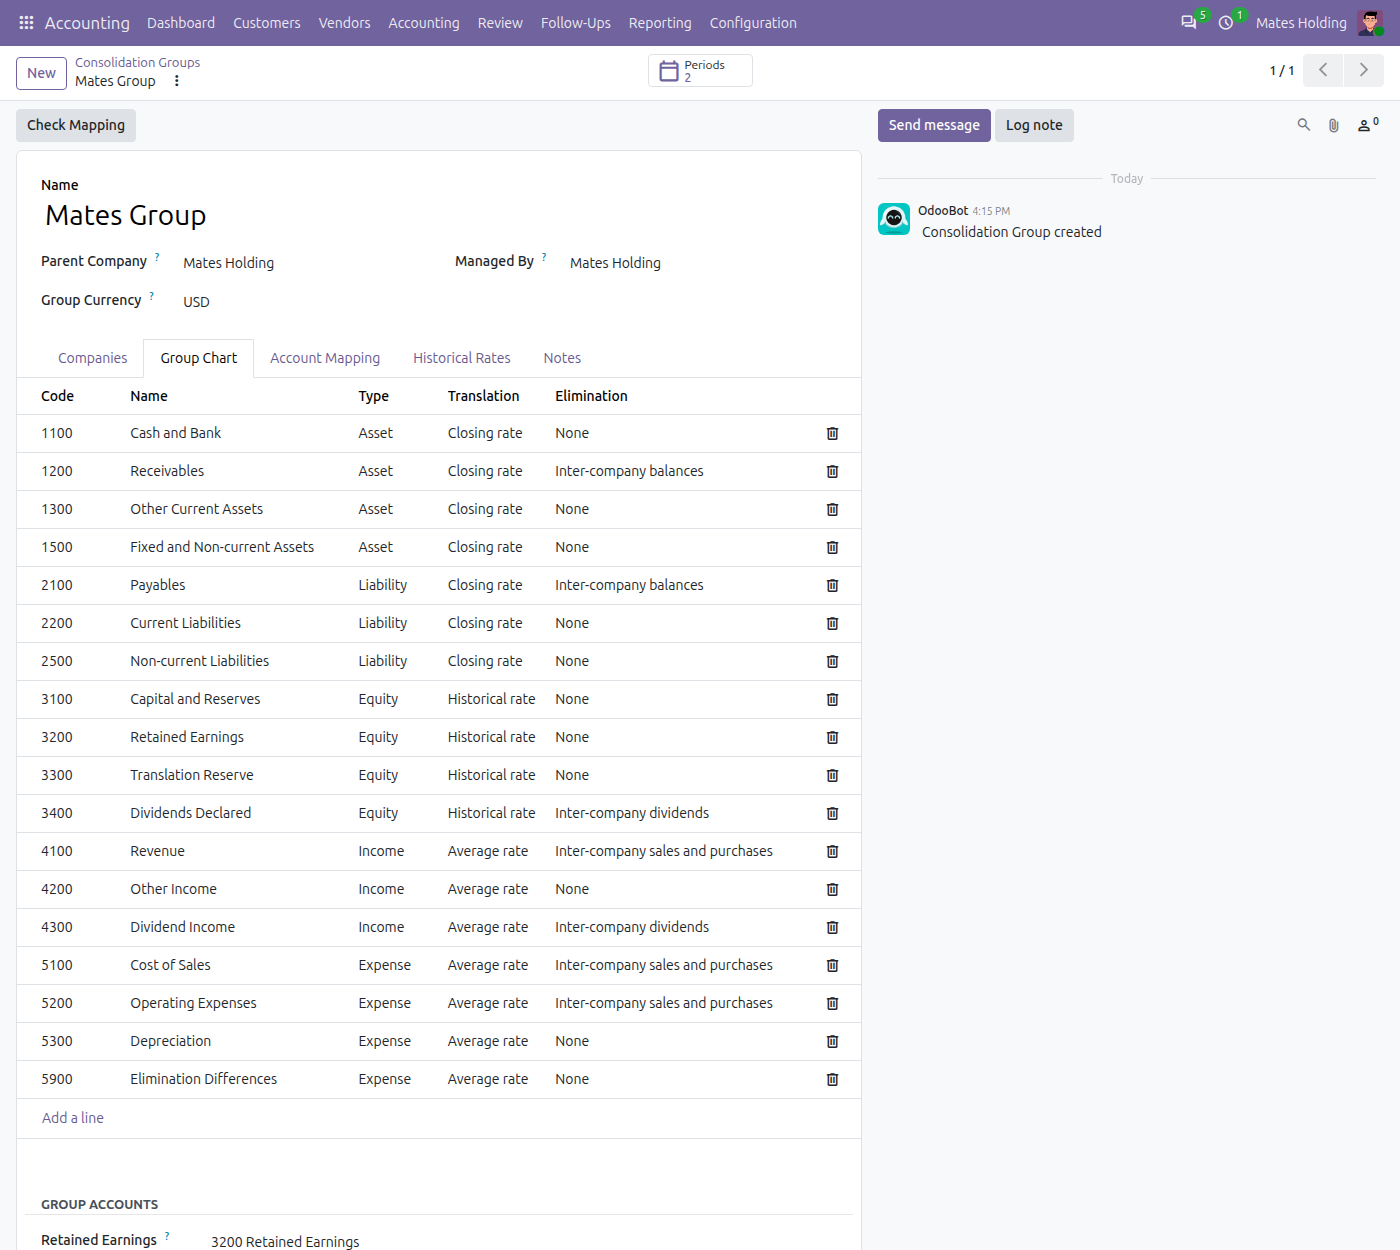 Accounting Dashboard Customers Vendors Accounting Review Follow-Ups Reporting Configuration 5 1 Mates Holding
New
Consolidation Groups
Mates Group
Periods
2
1 / 1
Check Mapping
Send message Log note 0
Name
Mates Group
Parent Company ? Mates Holding Managed By ? Mates Holding
Group Currency ? USD
Companies Group Chart Account Mapping Historical Rates Notes
Code Name Type Translation Elimination
1100 Cash and Bank Asset Closing rate None
1200 Receivables Asset Closing rate Inter-company balances
1300 Other Current Assets Asset Closing rate None
1500 Fixed and Non-current Assets Asset Closing rate None
2100 Payables Liability Closing rate Inter-company balances
2200 Current Liabilities Liability Closing rate None
2500 Non-current Liabilities Liability Closing rate None
3100 Capital and Reserves Equity Historical rate None
3200 Retained Earnings Equity Historical rate None
3300 Translation Reserve Equity Historical rate None
3400 Dividends Declared Equity Historical rate Inter-company dividends
4100 Revenue Income Average rate Inter-company sales and purchases
4200 Other Income Income Average rate None
4300 Dividend Income Income Average rate Inter-company dividends
5100 Cost of Sales Expense Average rate Inter-company sales and purchases
5200 Operating Expenses Expense Average rate Inter-company sales and purchases
5300 Depreciation Expense Average rate None
5900 Elimination Differences Expense Average rate None
Add a line
GROUP ACCOUNTS
Retained Earnings ? 3200 Retained Earnings
Today
OdooBot 4:15 PM
Consolidation Group created